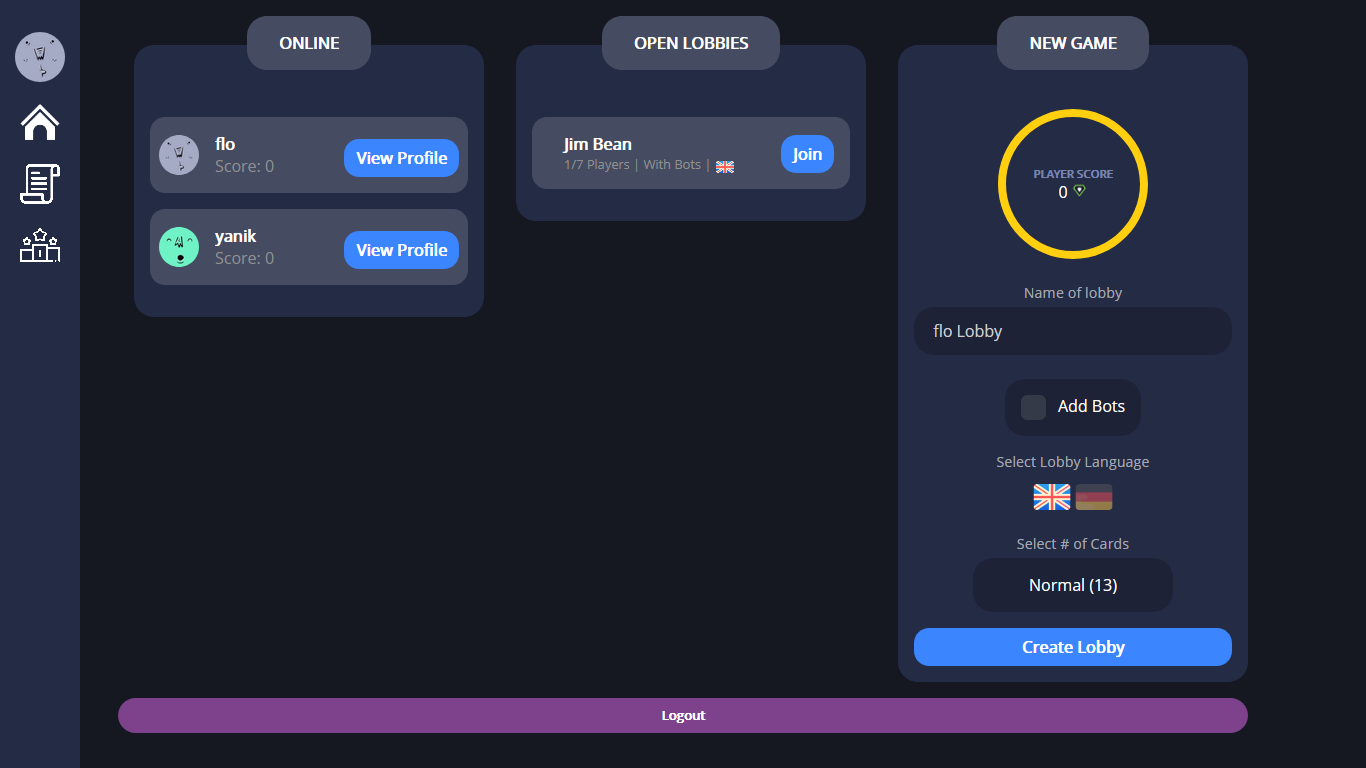 ONLINE
flo
Score: 0
View Profile
yanik
Score: 0
View Profile
OPEN LOBBIES
Jim Bean
1/7 Players | With Bots |
Join
NEW GAME
PLAYER SCORE
0
Name of lobby
flo Lobby
Add Bots
Select Lobby Language
Select # of Cards
Normal (13)
Create Lobby
Logout